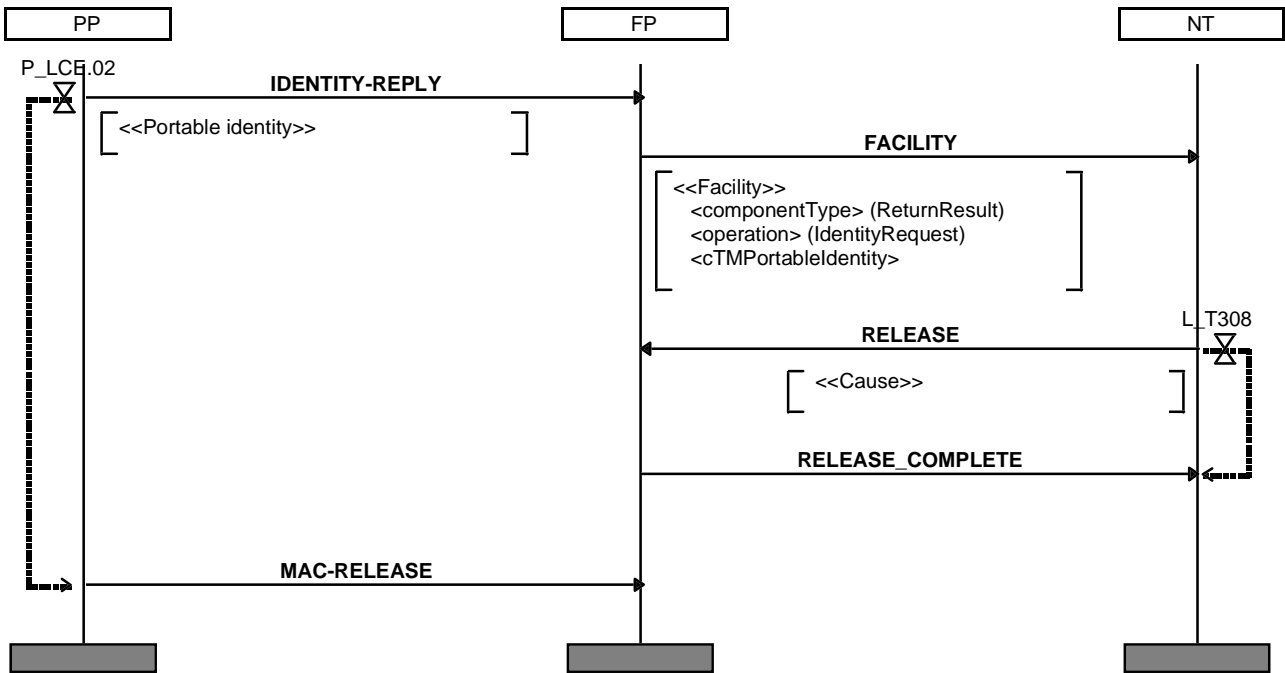 PP
FP
NT
P_LCE.02
IDENTITY-REPLY
<<Portable identity>>
FACILITY
<<Facility>>
<componentType> (ReturnResult)
<operation> (IdentityRequest)
<cTMPortableIdentity>
L_T308
RELEASE
<<Cause>>
RELEASE_COMPLETE
MAC-RELEASE